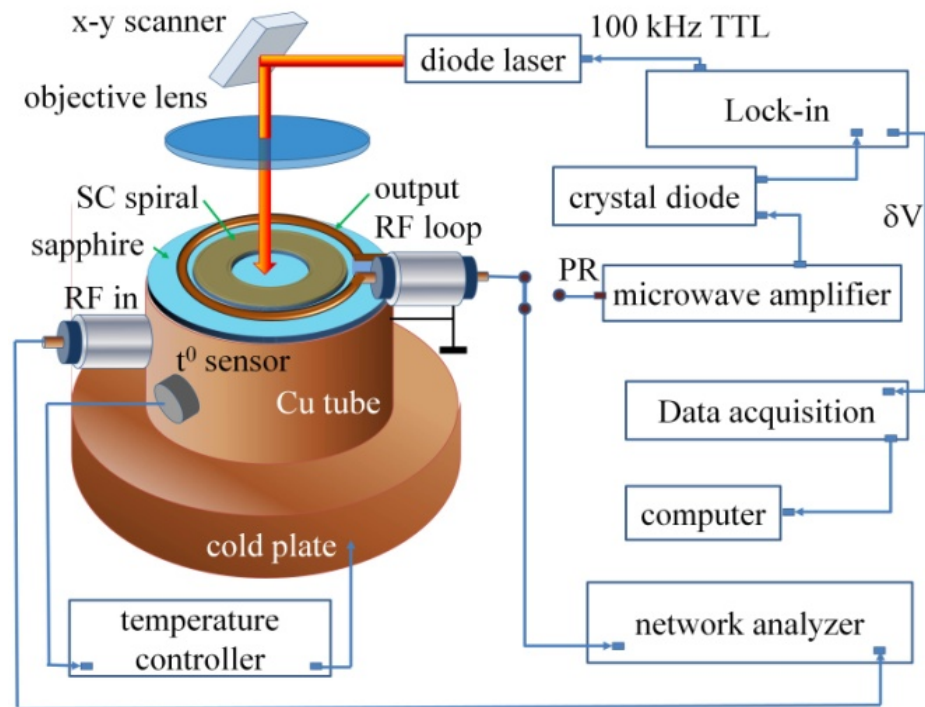 x-y scanner
100 kHz TTL
diode laser
objective lens
Lock-in
SC spiral
output
RF loop
crystal diode
δV
sapphire
PR
microwave amplifier
RF in
t⁰ sensor
Cu tube
Data acquisition
computer
cold plate
temperature
controller
network analyzer